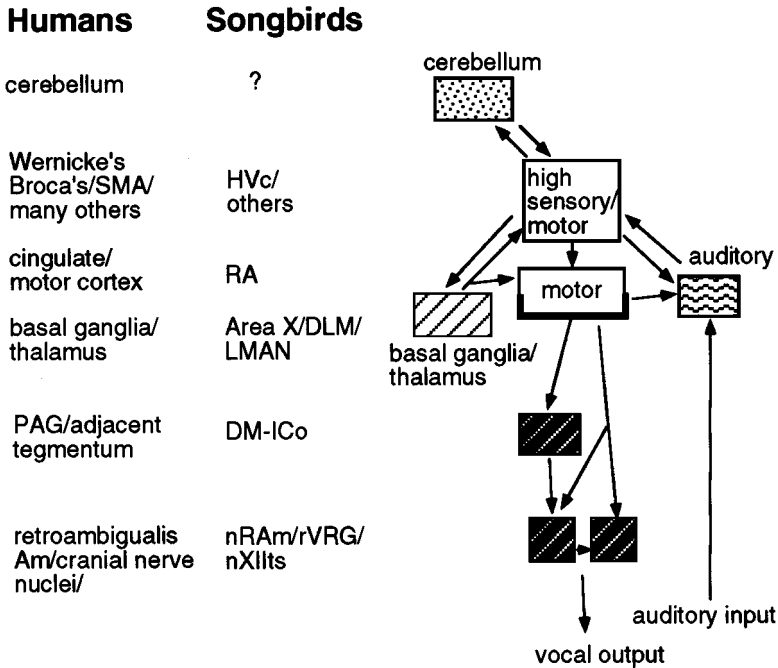 Humans
Songbirds
cerebellum
?
Wernicke's
Broca's/SMA/
many others
HVc/
others
cingulate/
motor cortex
RA
basal ganglia/
thalamus
Area X/DLM/
LMAN
PAG/adjacent
tegmentum
DM-ICo
retroambigualis
Am/cranial nerve
nuclei/
nRAm/rVRG/
nXIIts
cerebellum
high
sensory/
motor
auditory
motor
basal ganglia/
thalamus
auditory input
vocal output